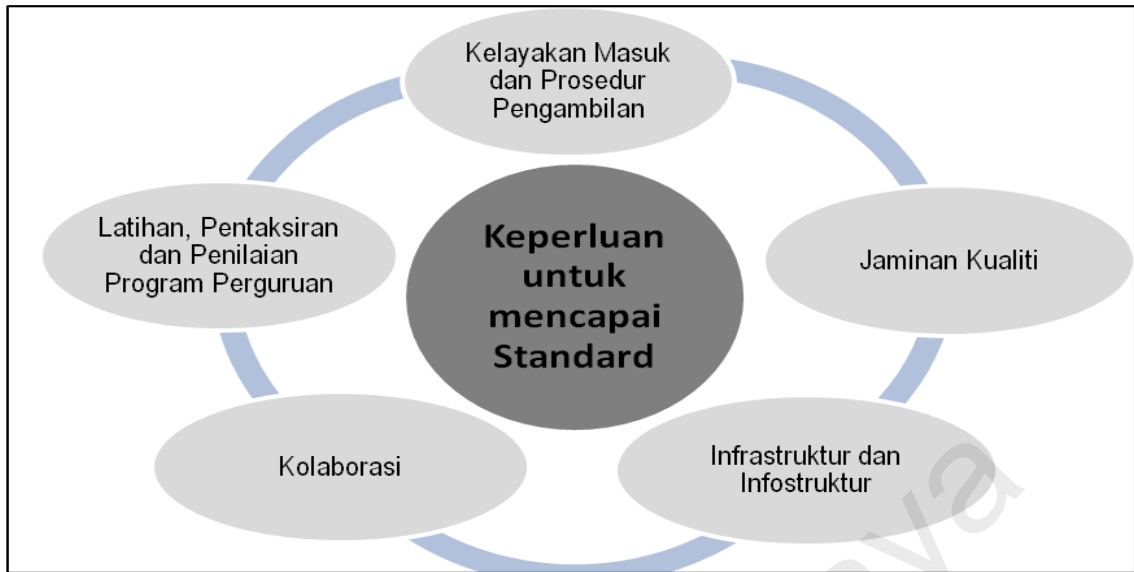 Kelayakan Masuk
dan Prosedur
Pengambilan
Latihan, Pentaksiran
dan Penilaian
Program Perguruan
Keperluan
untuk
mencapai
Standard
Jaminan Kualiti
Kolaborasi
Infrastruktur dan
Infostruktur